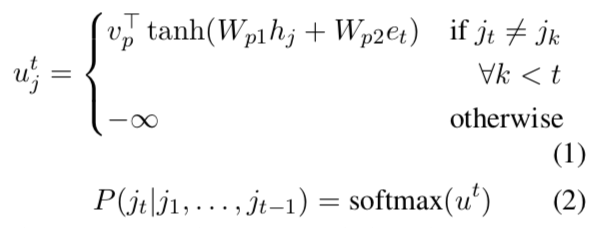 v_p^⊤ tanh(W_{p1}h_j + W_{p2}e_t) if j_t ≠ j_k
u_j^t = { ∀k < t
−∞ otherwise
(1)
P(j_t|j_1, . . . , j_{t−1}) = softmax(u^t) (2)